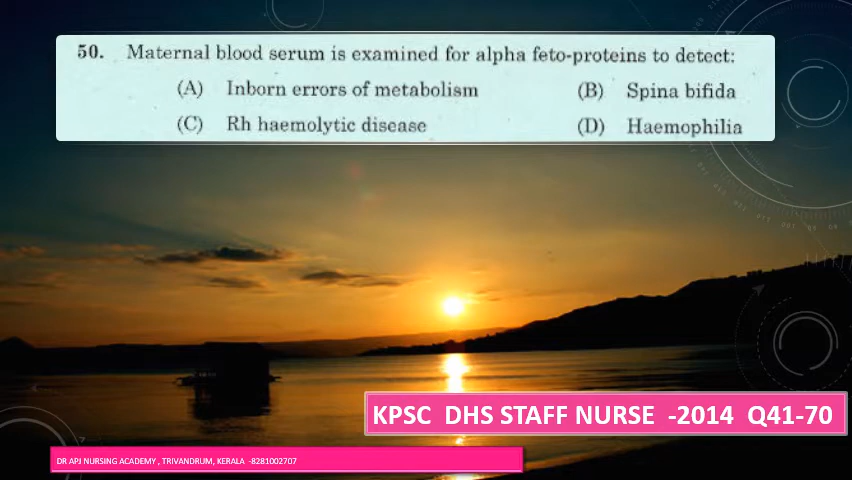 50. Maternal blood serum is examined for alpha feto-proteins to detect:
(A) Inborn errors of metabolism (B) Spina bifida
(C) Rh haemolytic disease (D) Haemophilia
KPSC DHS STAFF NURSE -2014 Q41-70
DR APJ NURSING ACADEMY , TRIVANDRUM, KERALA -8281002707